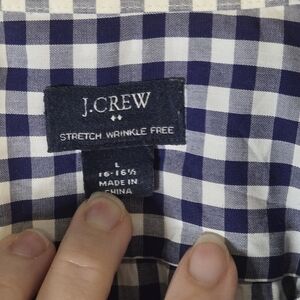 J.CREW
STRETCH WRINKLE FREE
L
16-16½
MADE IN
CHINA